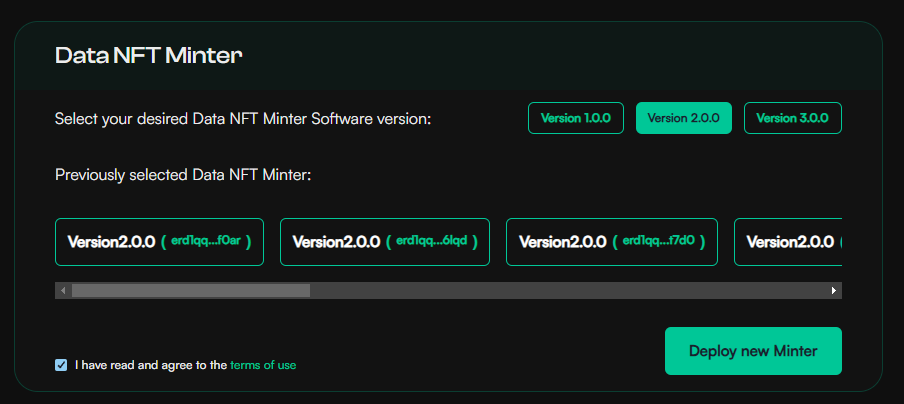 Data NFT Minter
Select your desired Data NFT Minter Software version: Version 1.0.0 Version 2.0.0 Version 3.0.0
Previously selected Data NFT Minter:
Version2.0.0 ( erd1qq...f0ar ) Version2.0.0 ( erd1qq...6lqd ) Version2.0.0 ( erd1qq...f7d0 ) Version2.0.0 (
Deploy new Minter
I have read and agree to the terms of use